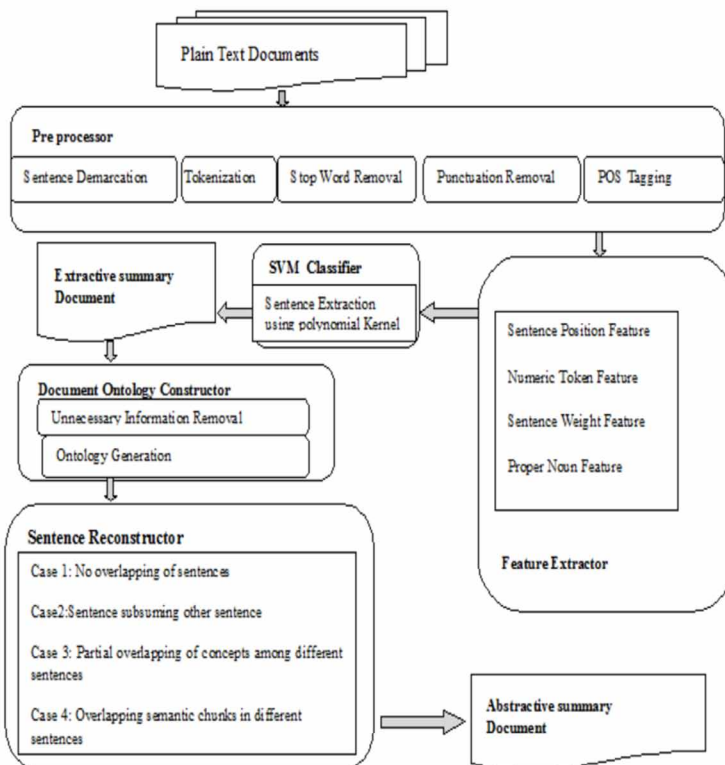 Plain Text Documents
Pre processor
Sentence Demarcation
Tokenization
Stop Word Removal
Punctuation Removal
POS Tagging
Extractive summary
Document
SVM Classifier
Sentence Extraction
using polynomial Kernel
Sentence Position Feature
Numeric Token Feature
Sentence Weight Feature
Proper Noun Feature
Feature Extractor
Document Ontology Constructor
Unnecessary Information Removal
Ontology Generation
Sentence Reconstructor
Case 1: No overlapping of sentences
Case2:Sentence subsuming other sentence
Case 3: Partial overlapping of concepts among different
sentences
Case 4: Overlapping semantic chunks in different
sentences
Abstractive summary
Document